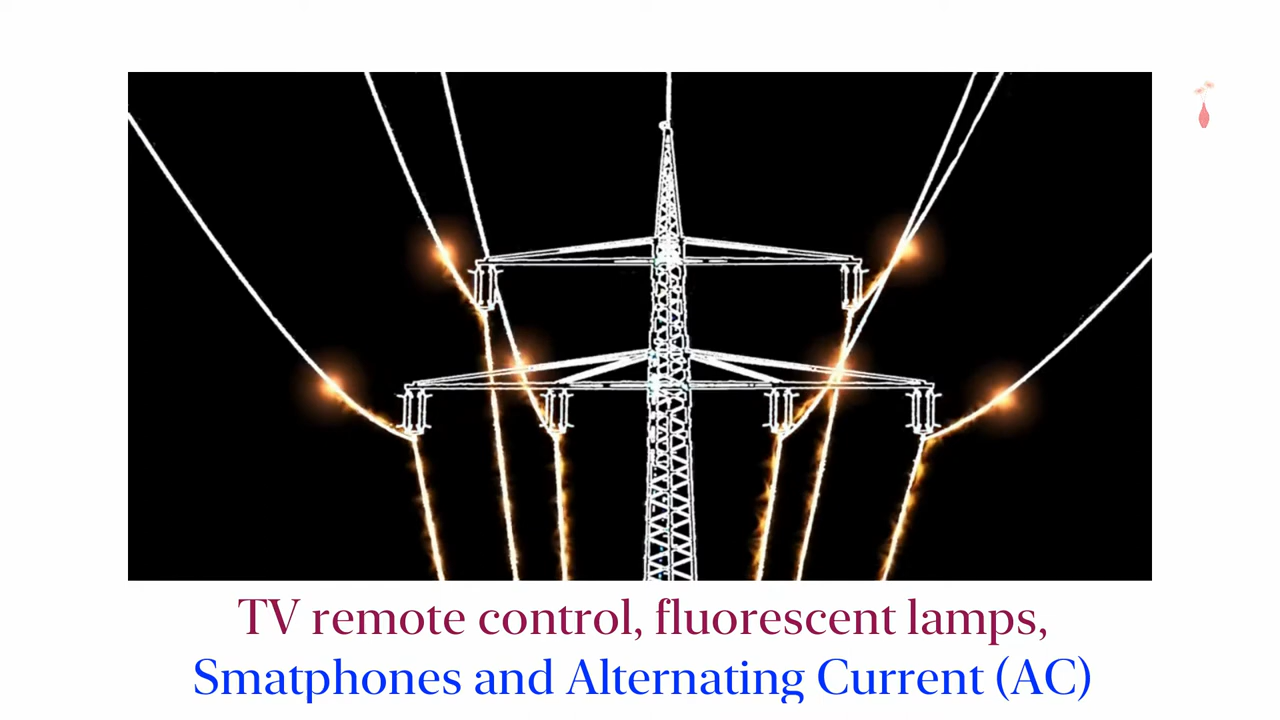 TV remote control, fluorescent lamps,
Smatphones and Alternating Current (AC)